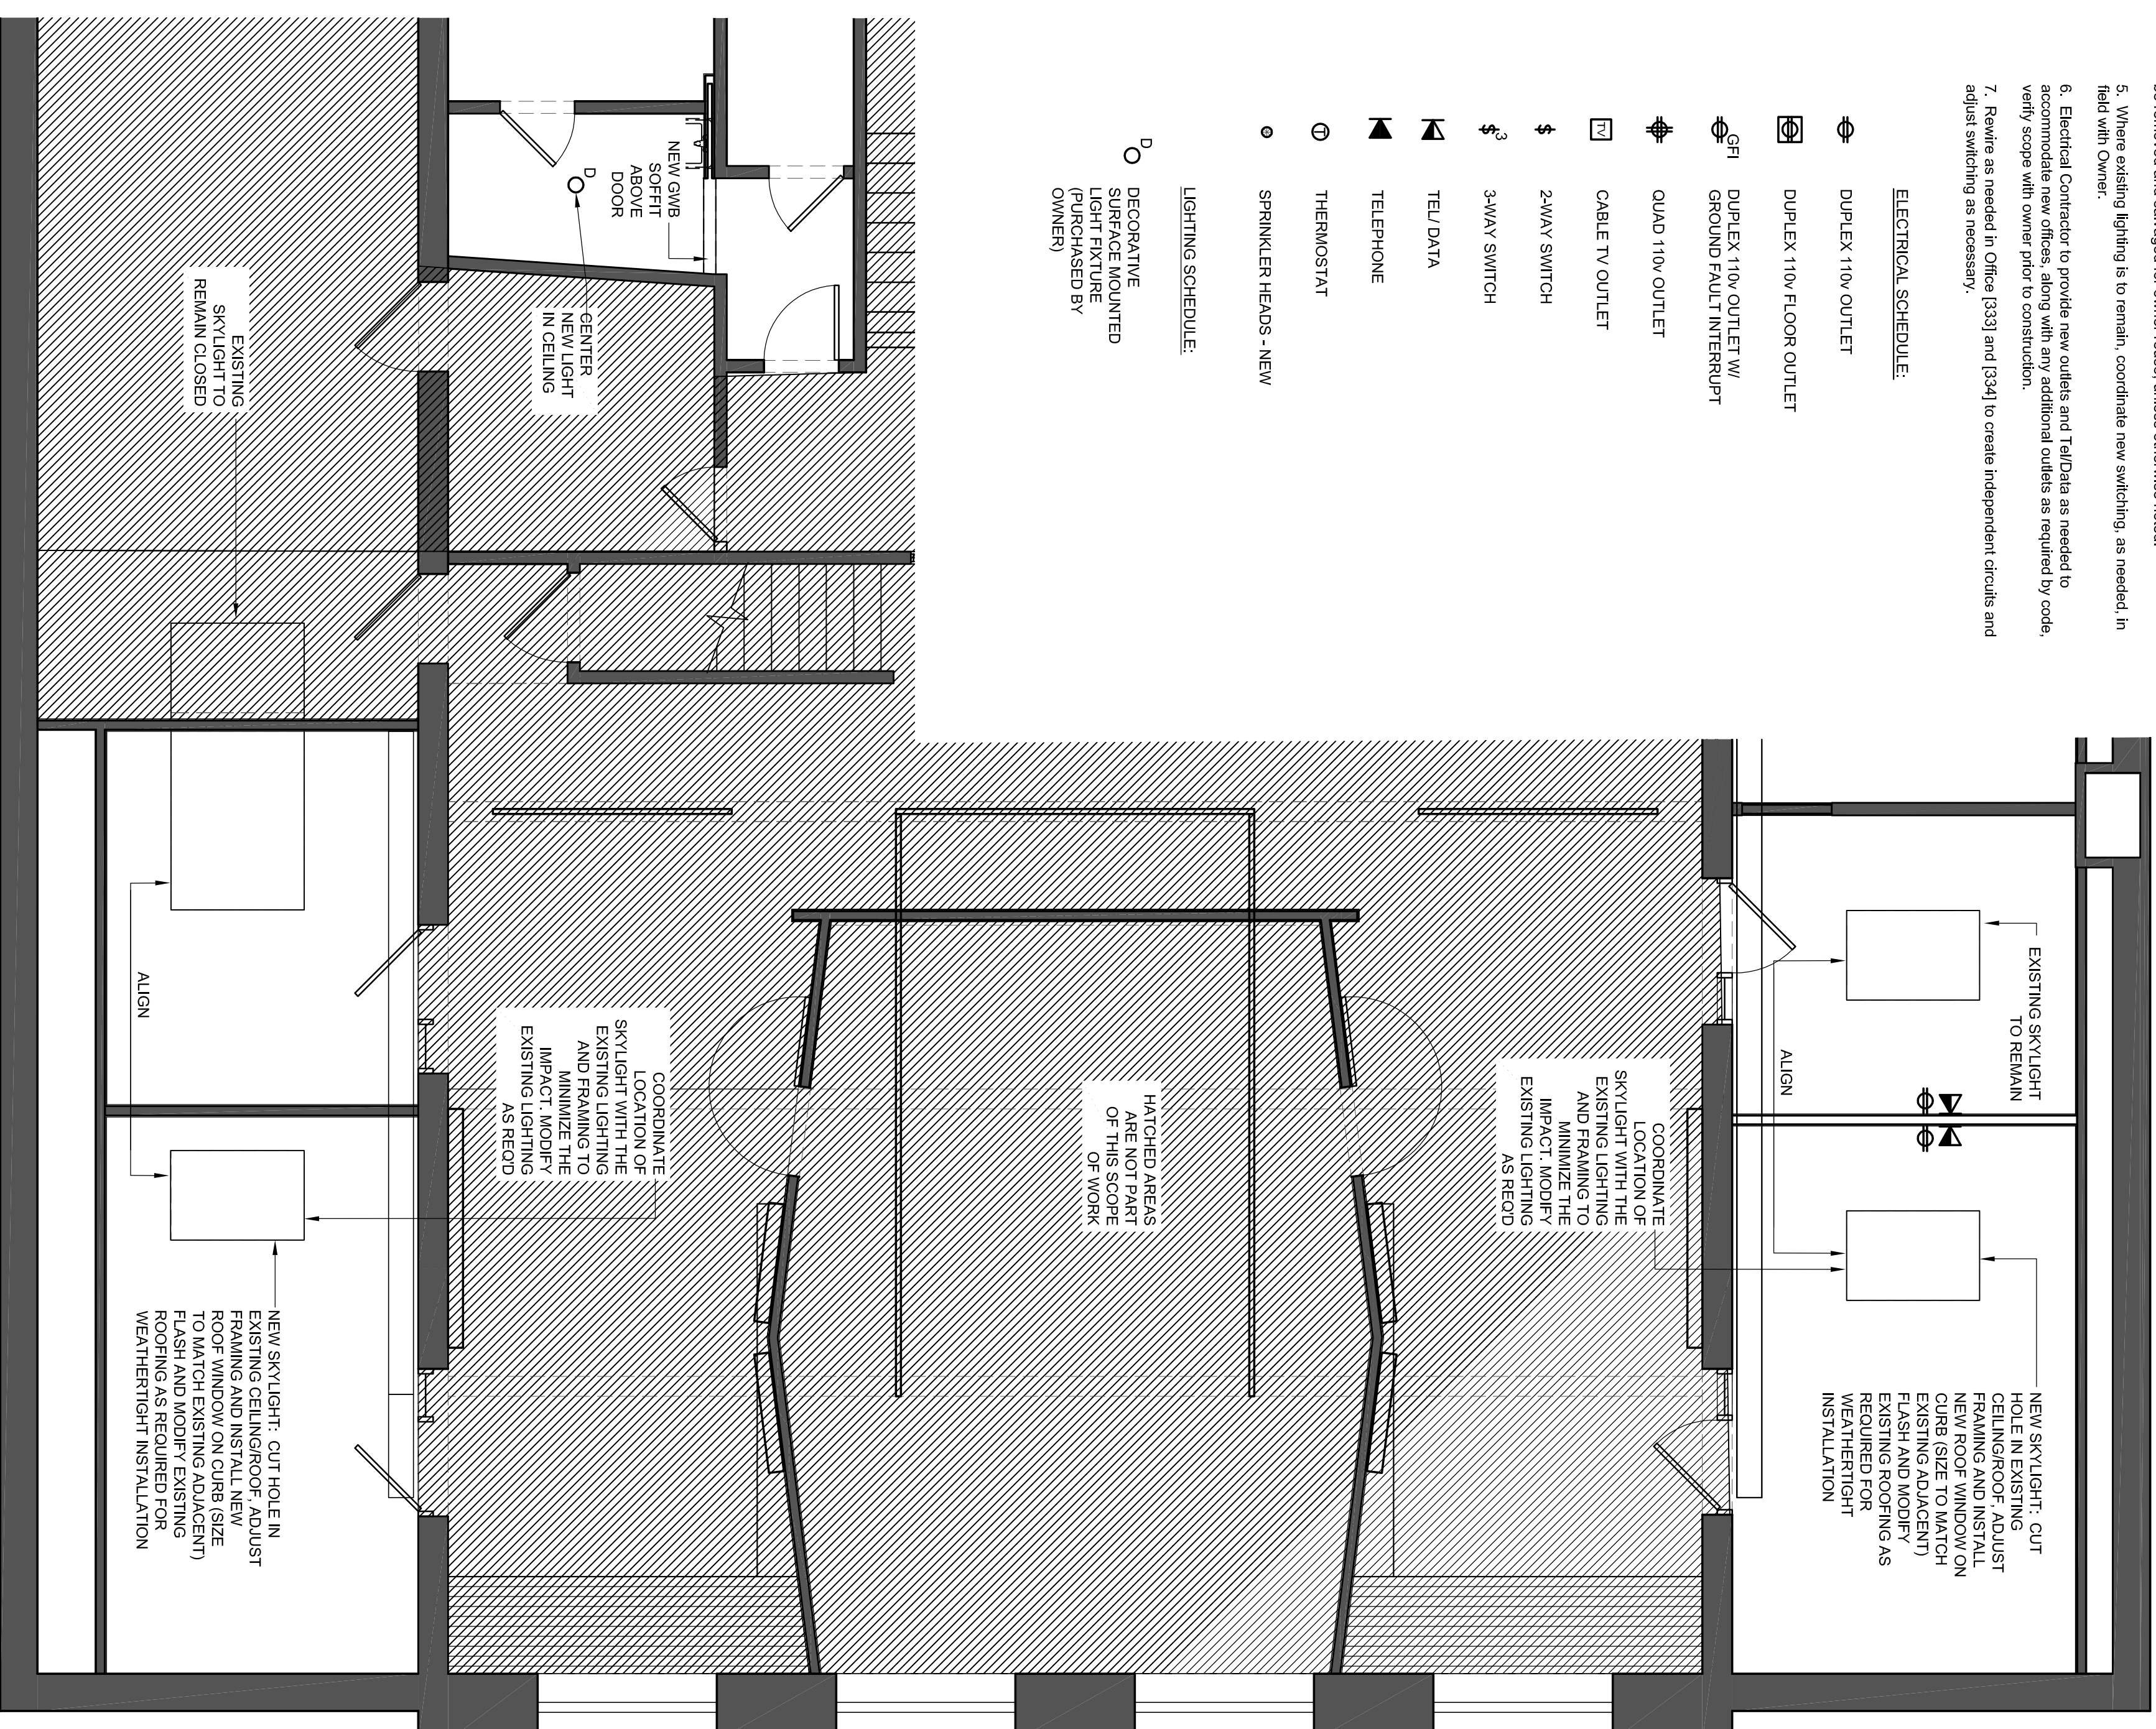 5. Where existing lighting is to remain, coordinate new switching, as needed, in
field with Owner.
6. Electrical Contractor to provide new outlets and Tel/Data as needed to
accommodate new offices, along with any additional outlets as required by code,
verify scope with owner prior to construction.
7. Rewire as needed in Office [333] and [334] to create independent circuits and
adjust switching as necessary.
ELECTRICAL SCHEDULE:
DUPLEX 110v OUTLET
DUPLEX 110v FLOOR OUTLET
GFI
DUPLEX 110v OUTLET W/
GROUND FAULT INTERRUPT
QUAD 110v OUTLET
TV
CABLE TV OUTLET
$
2-WAY SWITCH
$3
3-WAY SWITCH
TEL/ DATA
TELEPHONE
T
THERMOSTAT
SPRINKLER HEADS - NEW
LIGHTING SCHEDULE:
D
DECORATIVE
SURFACE MOUNTED
LIGHT FIXTURE
(PURCHASED BY
OWNER)
EXISTING SKYLIGHT
TO REMAIN
ALIGN
NEW SKYLIGHT: CUT
HOLE IN EXISTING
CEILING/ROOF, ADJUST
FRAMING AND INSTALL
NEW ROOF WINDOW ON
CURB (SIZE TO MATCH
EXISTING ADJACENT)
FLASH AND MODIFY
EXISTING ROOFING AS
REQUIRED FOR
WEATHERTIGHT
INSTALLATION
COORDINATE
LOCATION OF
SKYLIGHT WITH THE
EXISTING LIGHTING
AND FRAMING TO
MINIMIZE THE
IMPACT. MODIFY
EXISTING LIGHTING
AS REQ'D
HATCHED AREAS
ARE NOT PART
OF THIS SCOPE
OF WORK
NEW GWB
SOFFIT
ABOVE
DOOR
D
CENTER
NEW LIGHT
IN CEILING
COORDINATE
LOCATION OF
SKYLIGHT WITH THE
EXISTING LIGHTING
AND FRAMING TO
MINIMIZE THE
IMPACT. MODIFY
EXISTING LIGHTING
AS REQ'D
EXISTING
SKYLIGHT TO
REMAIN CLOSED
ALIGN
NEW SKYLIGHT: CUT HOLE IN
EXISTING CEILING/ROOF, ADJUST
FRAMING AND INSTALL NEW
ROOF WINDOW ON CURB (SIZE
TO MATCH EXISTING ADJACENT)
FLASH AND MODIFY EXISTING
ROOFING AS REQUIRED FOR
WEATHERTIGHT INSTALLATION